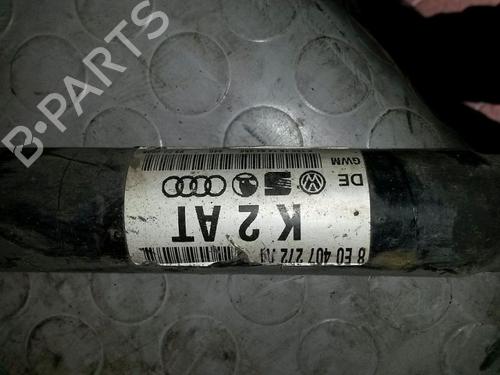 B-PARTS
8 E0 407 272
K 2 AT
DE
GWM